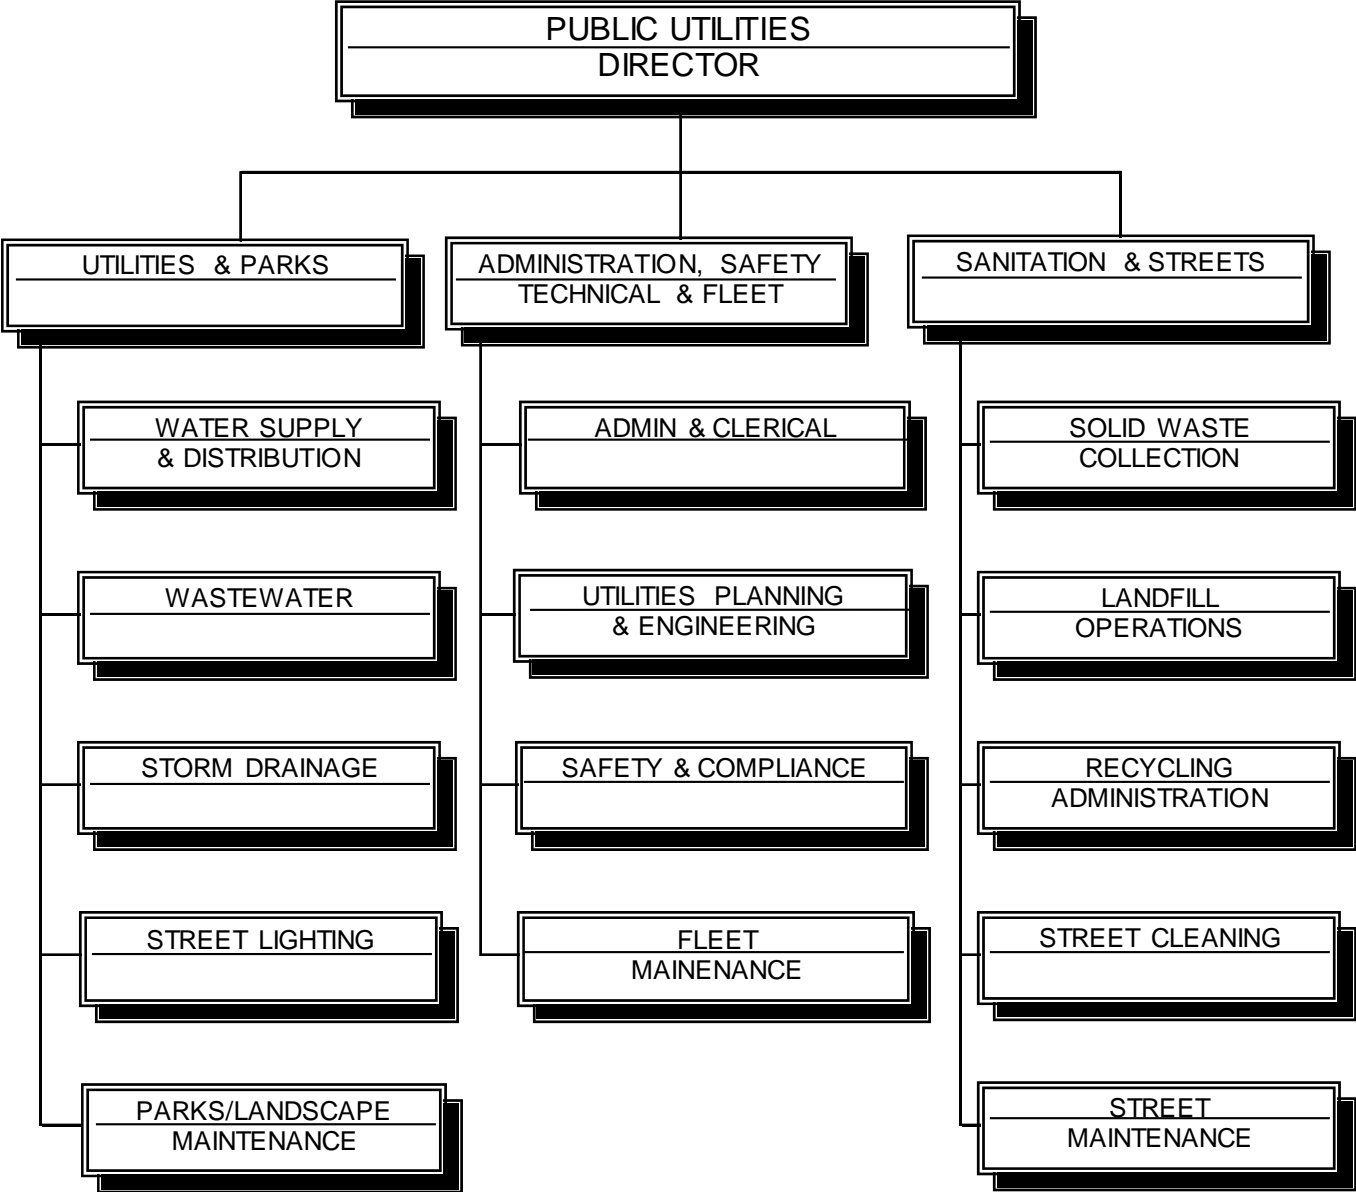 PUBLIC UTILITIES
DIRECTOR
UTILITIES & PARKS
ADMINISTRATION, SAFETY
TECHNICAL & FLEET
SANITATION & STREETS
WATER SUPPLY
& DISTRIBUTION
ADMIN & CLERICAL
SOLID WASTE
COLLECTION
WASTEWATER
UTILITIES PLANNING
& ENGINEERING
LANDFILL
OPERATIONS
STORM DRAINAGE
SAFETY & COMPLIANCE
RECYCLING
ADMINISTRATION
STREET LIGHTING
FLEET
MAINENANCE
STREET CLEANING
PARKS/LANDSCAPE
MAINTENANCE
STREET
MAINTENANCE